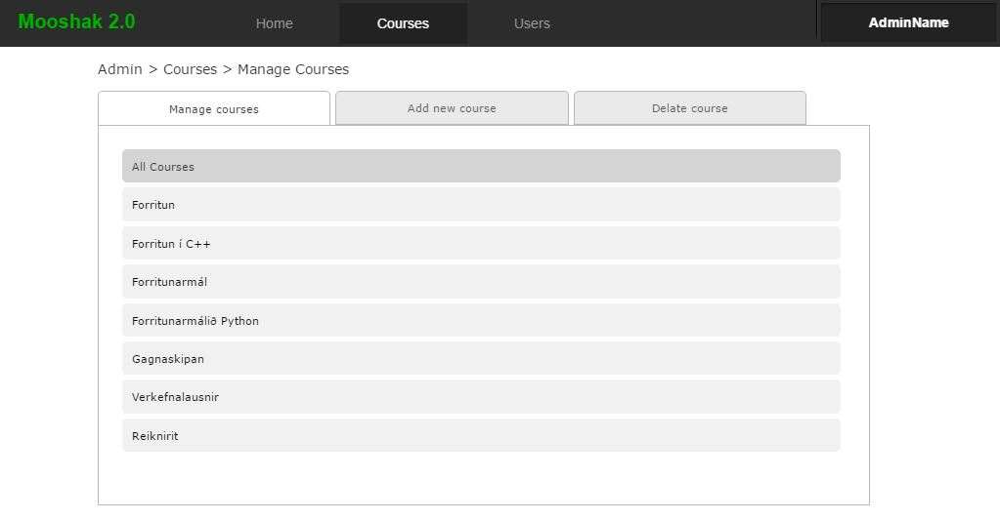 Mooshak 2.0 Home Courses Users AdminName
Admin > Courses > Manage Courses
Manage courses Add new course Delate course
All Courses
Forritun
Forritun í C++
Forritunarmál
Forritunarmálið Python
Gagnaskipan
Verkefnalausnir
Reiknirit